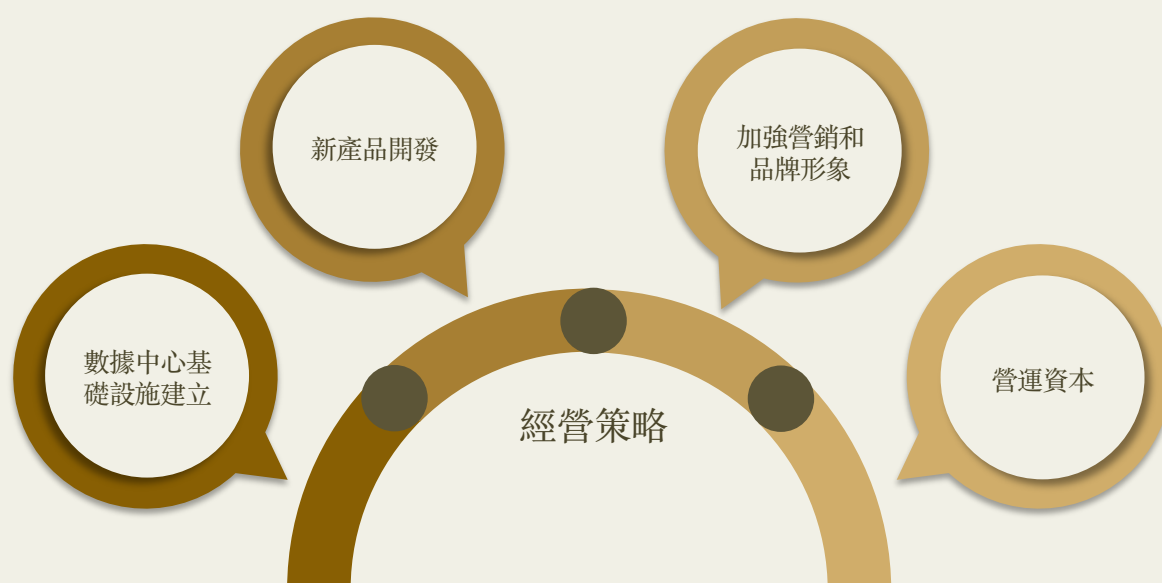 新產品開發
加強營銷和
品牌形象
數據中心基
礎設施建立
營運資本
經營策略